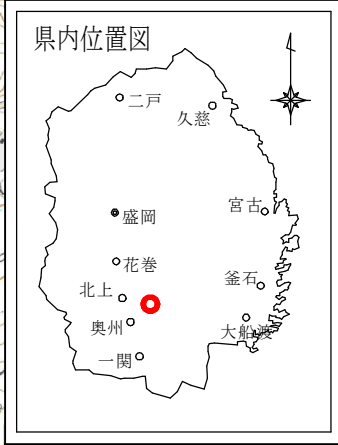 県内位置図
二戸
久慈
盛岡
宮古
花巻
釜石
北上
奥州
大船渡
一関